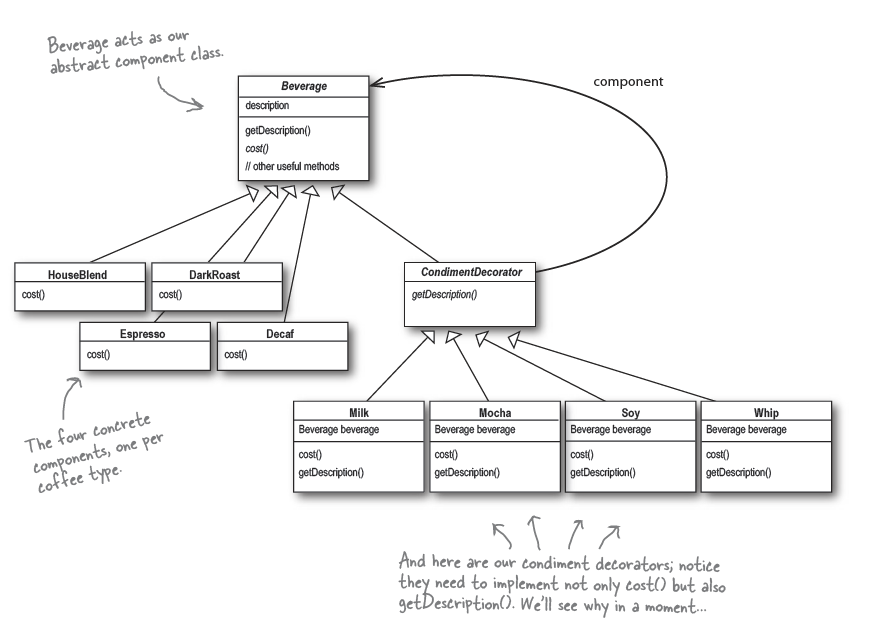 Beverage acts as our
abstract component class.
component
Beverage
description
getDescription()
cost()
// other useful methods
HouseBlend
cost()
DarkRoast
cost()
CondimentDecorator
getDescription()
Espresso
cost()
Decaf
cost()
The four concrete
components, one per
coffee type.
Milk
Beverage beverage
cost()
getDescription()
Mocha
Beverage beverage
cost()
getDescription()
Soy
Beverage beverage
cost()
getDescription()
Whip
Beverage beverage
cost()
getDescription()
And here are our condiment decorators; notice
they need to implement not only cost() but also
getDescription(). We'll see why in a moment...